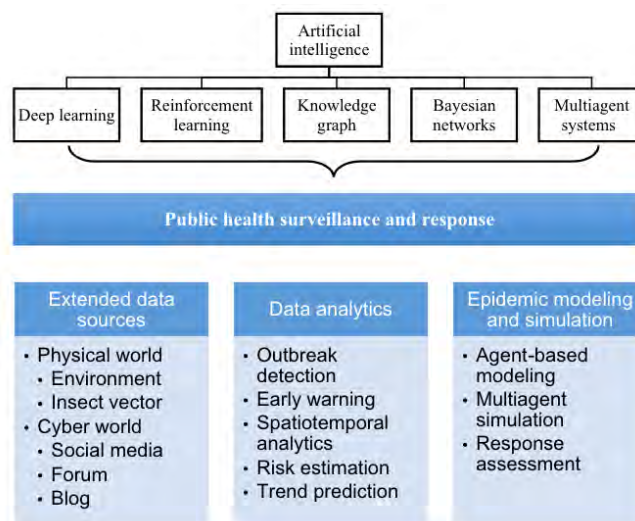 Artificial
intelligence
Deep learning
Reinforcement
learning
Knowledge
graph
Bayesian
networks
Multiagent
systems
Public health surveillance and response
Extended data
sources
• Physical world
• Environment
• Insect vector
• Cyber world
• Social media
• Forum
• Blog
Data analytics
• Outbreak
detection
• Early warning
• Spatiotemporal
analytics
• Risk estimation
• Trend prediction
Epidemic modeling
and simulation
• Agent-based
modeling
• Multiagent
simulation
• Response
assessment